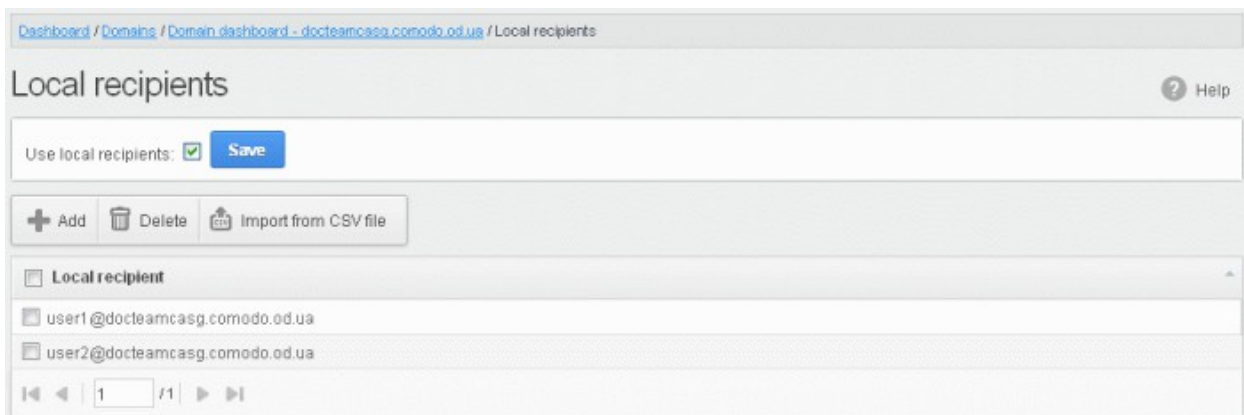 Dashboard / Domains / Domain dashboard - docteamcasg.comodo.od.ua / Local recipients
Local recipients
Help
Use local recipients: Save
Add Delete Import from CSV file
Local recipient
user1@docteamcasg.comodo.od.ua
user2@docteamcasg.comodo.od.ua
1 /1